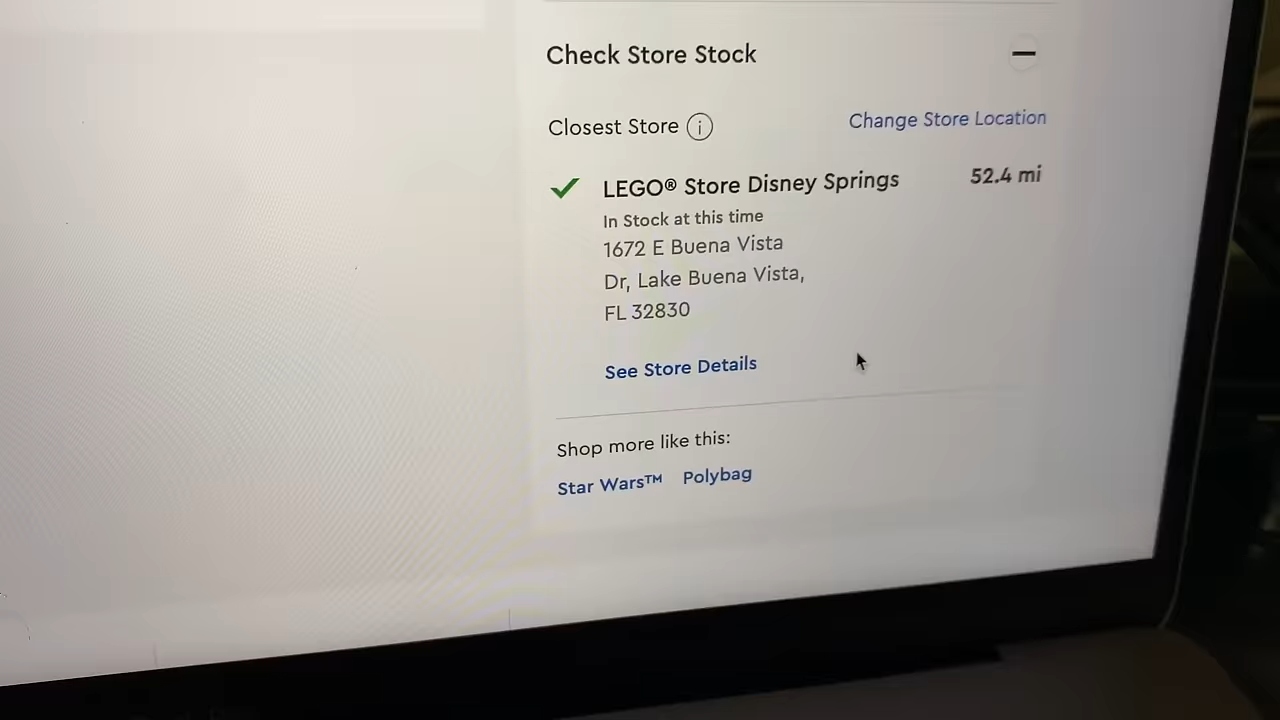 Check Store Stock
Closest Store
Change Store Location
LEGO® Store Disney Springs
52.4 mi
In Stock at this time
1672 E Buena Vista
Dr, Lake Buena Vista,
FL 32830
See Store Details
Shop more like this:
Star Wars™ Polybag